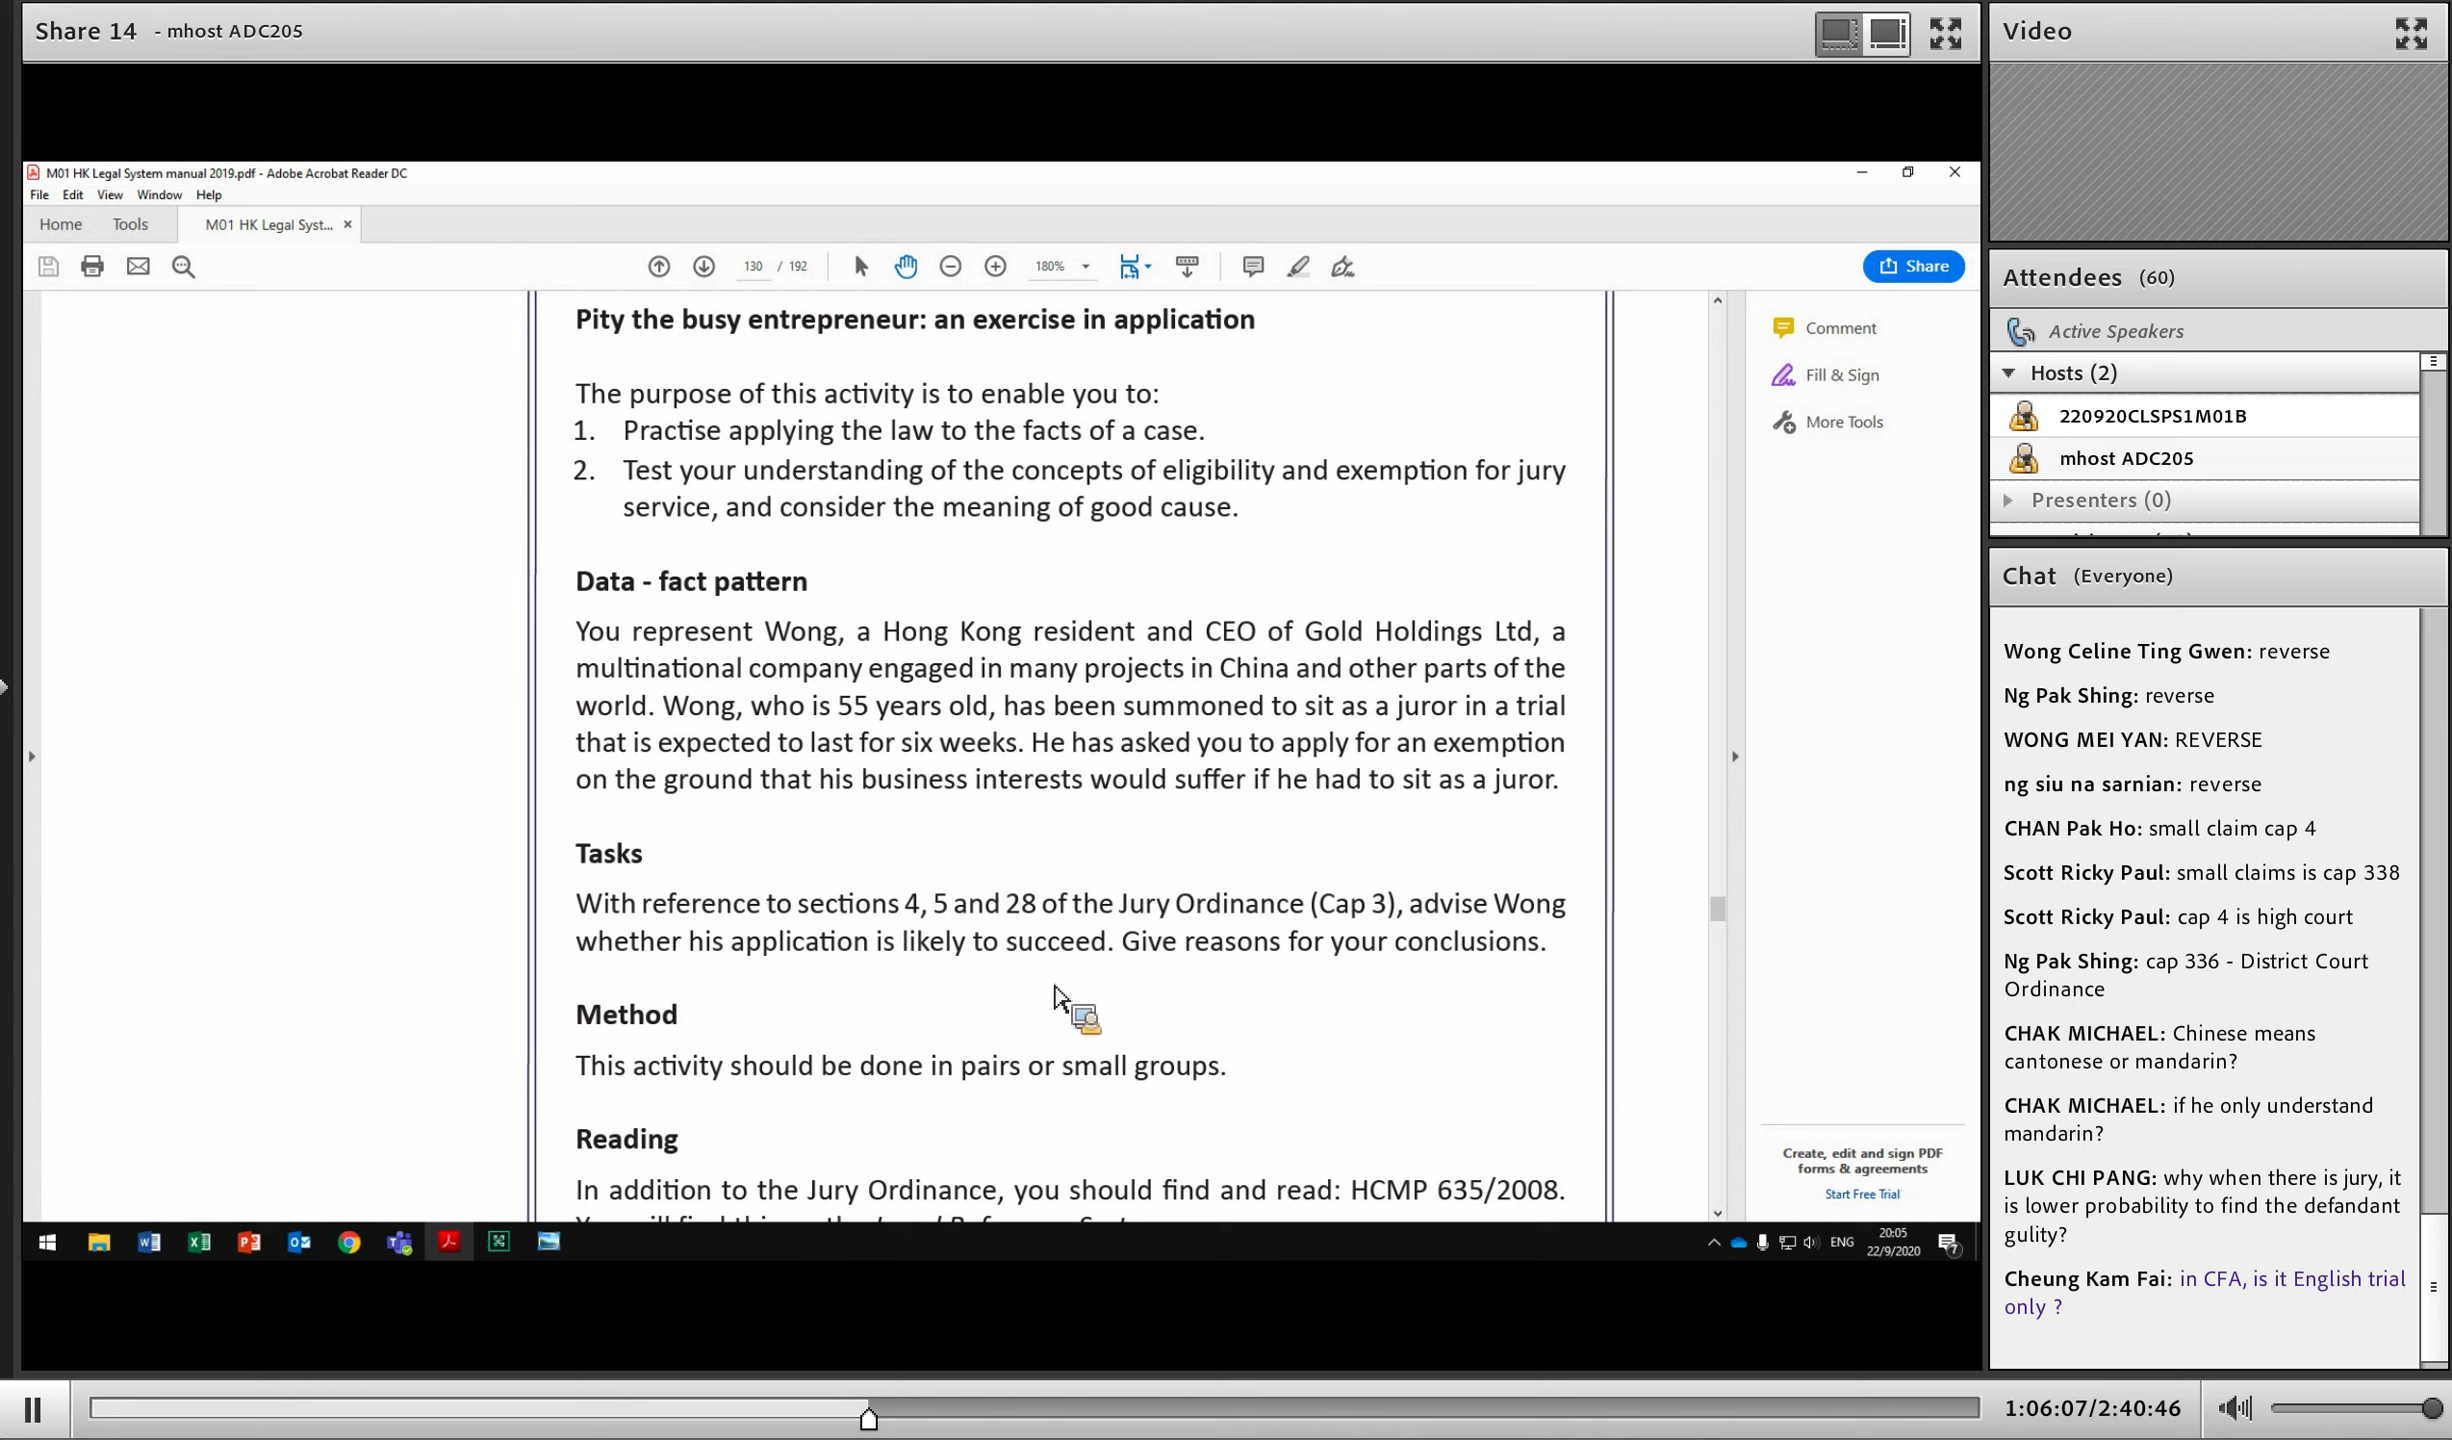 Share 14 - mhost ADC205
M01 HK Legal System manual 2019.pdf - Adobe Acrobat Reader DC
File Edit View Window Help
Home Tools M01 HK Legal Syst... ×
130 / 192 180% Share
Pity the busy entrepreneur: an exercise in application
The purpose of this activity is to enable you to:
1. Practise applying the law to the facts of a case.
2. Test your understanding of the concepts of eligibility and exemption for jury
service, and consider the meaning of good cause.
Data - fact pattern
You represent Wong, a Hong Kong resident and CEO of Gold Holdings Ltd, a
multinational company engaged in many projects in China and other parts of the
world. Wong, who is 55 years old, has been summoned to sit as a juror in a trial
that is expected to last for six weeks. He has asked you to apply for an exemption
on the ground that his business interests would suffer if he had to sit as a juror.
Tasks
With reference to sections 4, 5 and 28 of the Jury Ordinance (Cap 3), advise Wong
whether his application is likely to succeed. Give reasons for your conclusions.
Method
This activity should be done in pairs or small groups.
Reading
In addition to the Jury Ordinance, you should find and read: HCMP 635/2008.
Comment
Fill & Sign
More Tools
Create, edit and sign PDF
forms & agreements
Start Free Trial
ENG
20:05
22/9/2020
7
Video
Attendees (60)
Active Speakers
Hosts (2)
220920CLSPS1M01B
mhost ADC205
Presenters (0)
Chat (Everyone)
Wong Celine Ting Gwen: reverse
Ng Pak Shing: reverse
WONG MEI YAN: REVERSE
ng siu na sarnian: reverse
CHAN Pak Ho: small claim cap 4
Scott Ricky Paul: small claims is cap 338
Scott Ricky Paul: cap 4 is high court
Ng Pak Shing: cap 336 - District Court
Ordinance
CHAK MICHAEL: Chinese means
cantonese or mandarin?
CHAK MICHAEL: if he only understand
mandarin?
LUK CHI PANG: why when there is jury, it
is lower probability to find the defandant
gulity?
Cheung Kam Fai: in CFA, is it English trial
only ?
1:06:07/2:40:46